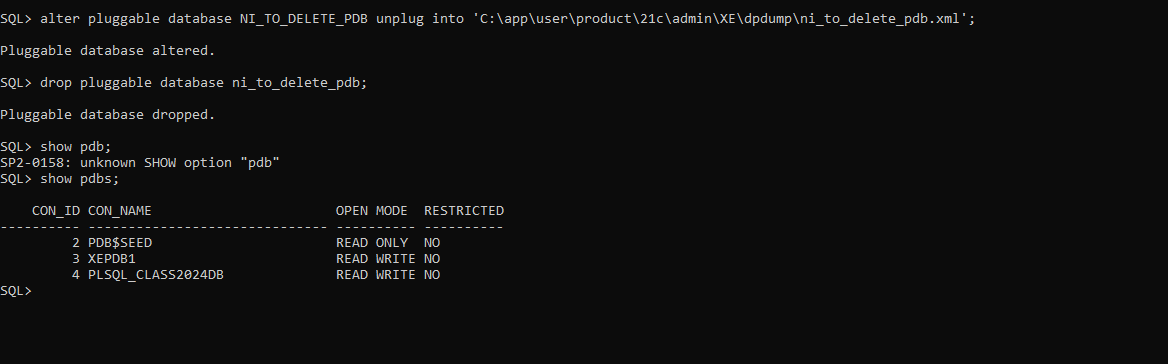 SQL> alter pluggable database NI_TO_DELETE_PDB unplug into 'C:\app\user\product\21c\admin\XE\dpdump\ni_to_delete_pdb.xml';
Pluggable database altered.
SQL> drop pluggable database ni_to_delete_pdb;
Pluggable database dropped.
SQL> show pdb;
SP2-0158: unknown SHOW option "pdb"
SQL> show pdbs;
    CON_ID CON_NAME                       OPEN MODE  RESTRICTED
---------- ------------------------------ ---------- ----------
         2 PDB$SEED                       READ ONLY  NO
         3 XEPDB1                         READ WRITE NO
         4 PLSQL_CLASS2024DB              READ WRITE NO
SQL>